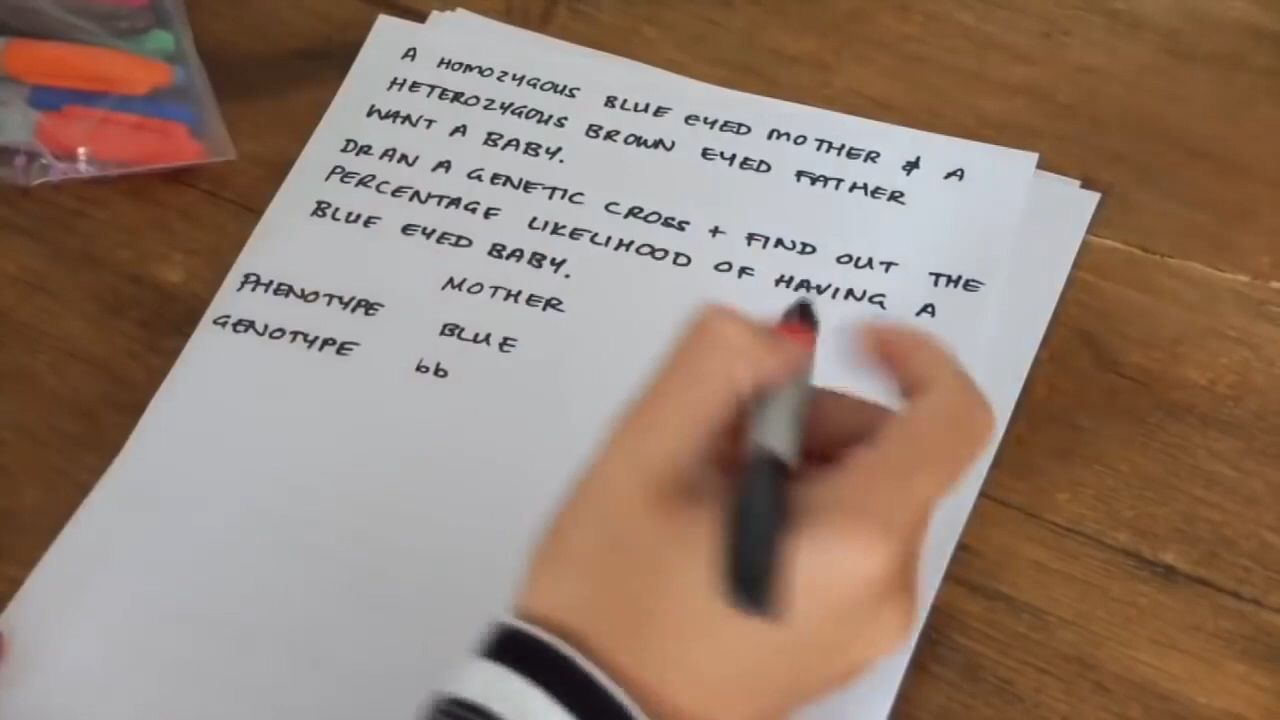 A HOMOZYGOUS BLUE EYED MOTHER & A
HETEROZYGOUS BROWN EYED FATHER
WANT A BABY.
DRAN A GENETIC CROSS + FIND OUT THE
PERCENTAGE LIKELIHOOD OF HAVING A
BLUE EYED BABY.
MOTHER
PHENOTYPE BLUE
GENOTYPE bb